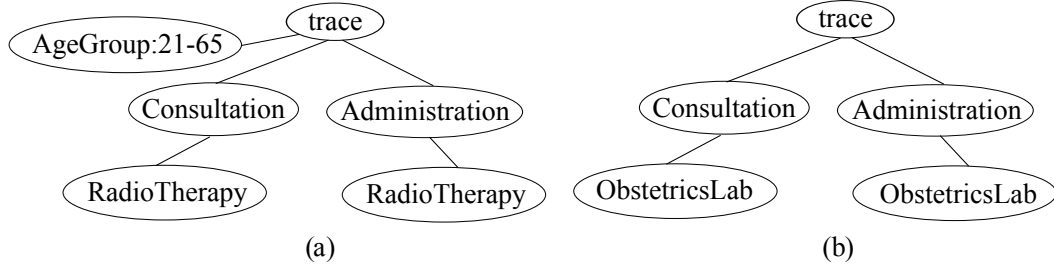 trace
AgeGroup:21-65
Consultation
Administration
RadioTherapy
RadioTherapy
(a)
trace
Consultation
Administration
ObstetricsLab
ObstetricsLab
(b)